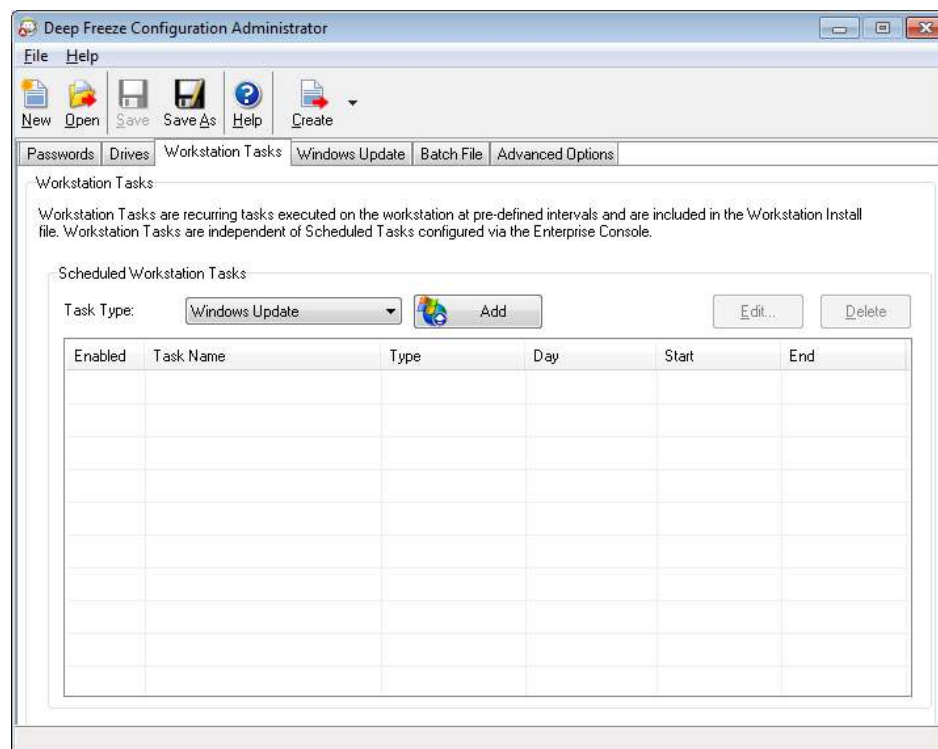 Deep Freeze Configuration Administrator
File Help
New Open Save Save As Help Create
Passwords Drives Workstation Tasks Windows Update Batch File Advanced Options
Workstation Tasks
Workstation Tasks are recurring tasks executed on the workstation at pre-defined intervals and are included in the Workstation Install
file. Workstation Tasks are independent of Scheduled Tasks configured via the Enterprise Console.
Scheduled Workstation Tasks
Task Type: Windows Update Add Edit... Delete
Enabled Task Name Type Day Start End